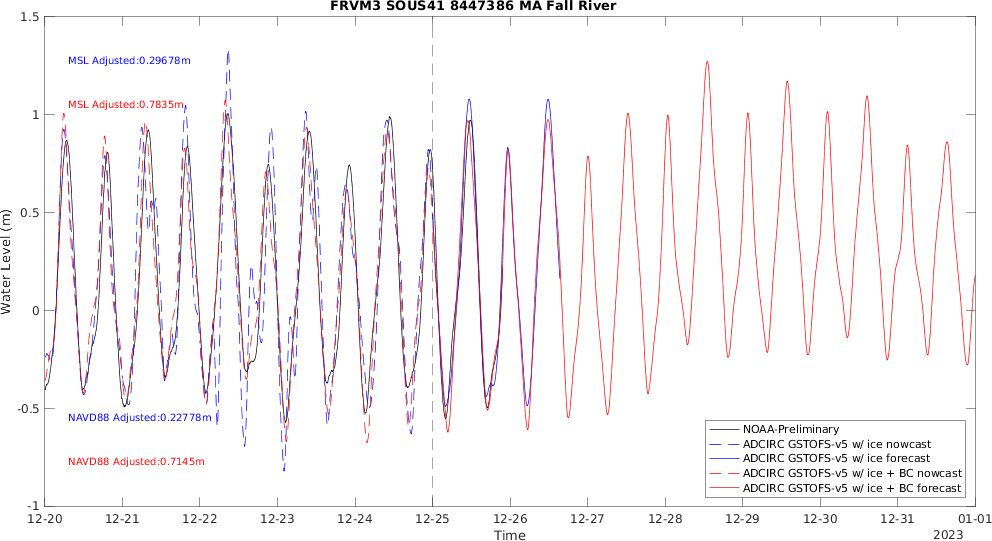 FRVM3 SOUS41 8447386 MA Fall River
1.5
1
0.5
0
-0.5
-1
Water Level (m)
MSL Adjusted:0.29678m
MSL Adjusted:0.7835m
NAVD88 Adjusted:0.22778m
NAVD88 Adjusted:0.7145m
NOAA-Preliminary
ADCIRC GSTOFS-v5 w/ ice nowcast
ADCIRC GSTOFS-v5 w/ ice forecast
ADCIRC GSTOFS-v5 w/ ice + BC nowcast
ADCIRC GSTOFS-v5 w/ ice + BC forecast
12-20 12-21 12-22 12-23 12-24 12-25 12-26 12-27 12-28 12-29 12-30 12-31 01-01
Time
2023